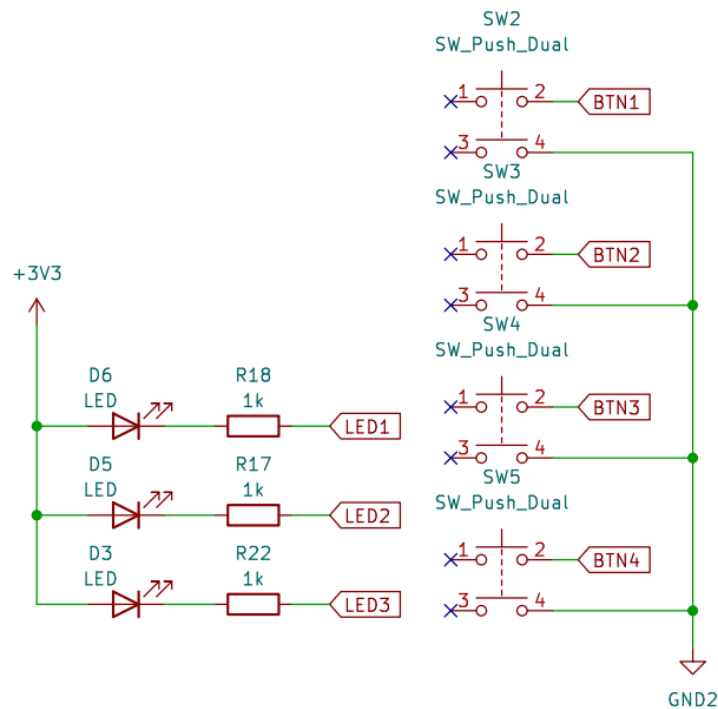 SW2
SW_Push_Dual
1 2 BTN1
3 4
SW3
SW_Push_Dual
1 2 BTN2
3 4
SW4
SW_Push_Dual
1 2 BTN3
3 4
SW5
SW_Push_Dual
1 2 BTN4
3 4
GND2
+3V3
D6 R18
LED 1k
LED1
D5 R17
LED 1k
LED2
D3 R22
LED 1k
LED3